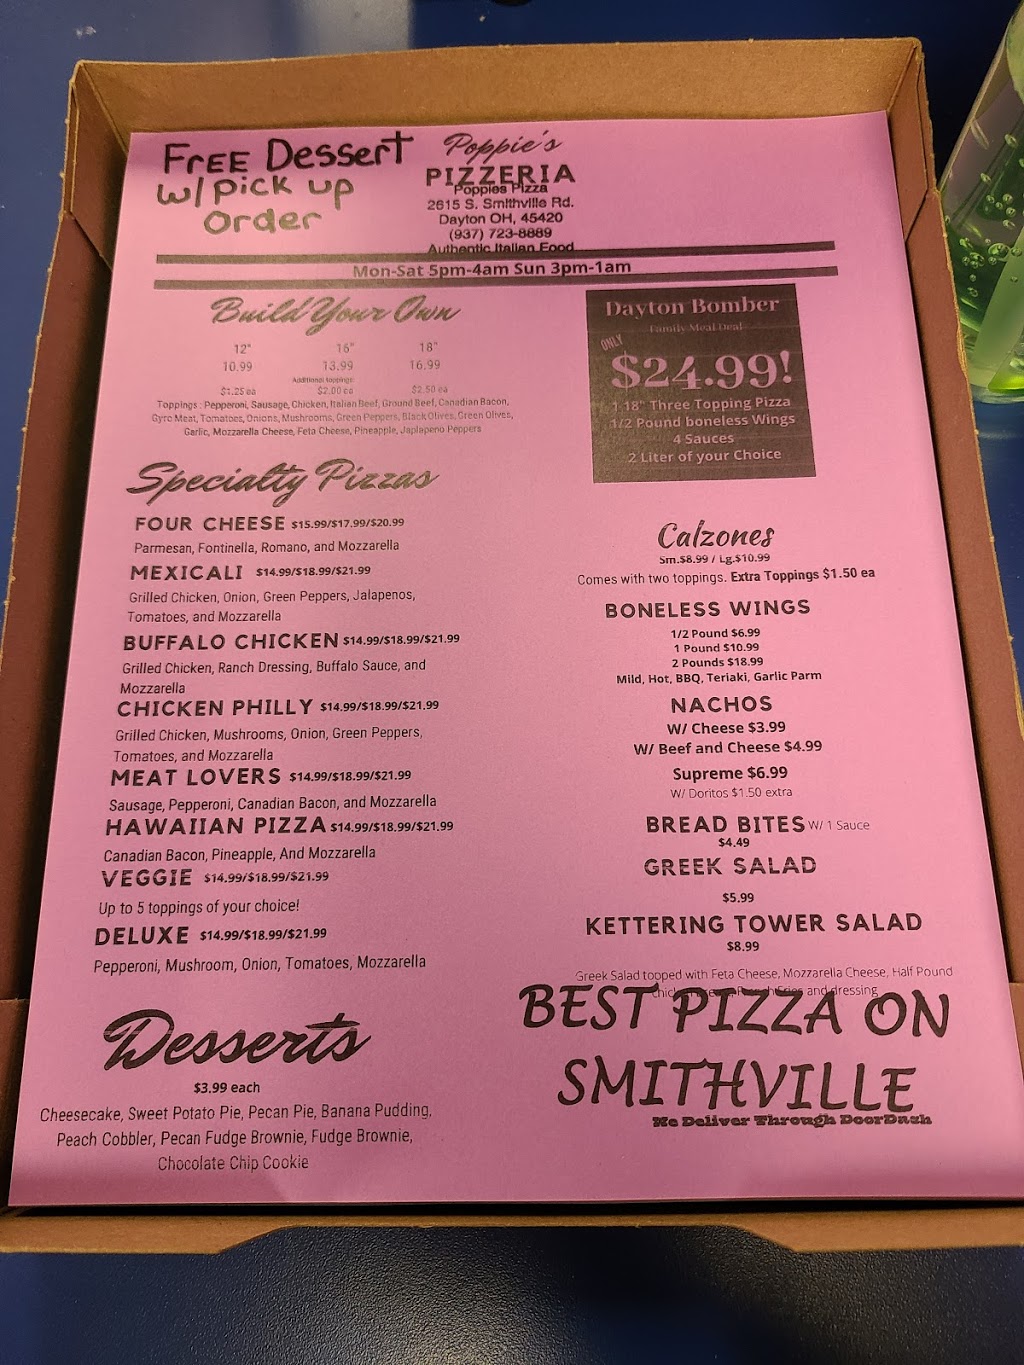 FREE Dessert
w/ pick up
order
Poppie's
PIZZERIA
Poppies Pizza
2615 S. Smithville Rd.
Dayton OH, 45420
(937) 723-8889
Authentic Italian Food
Mon-Sat 5pm-4am Sun 3pm-1am
Build Your Own
12" 16" 18"
10.99 13.99 16.99
Additional toppings:
$1.25 ea $2.00 ea $2.50 ea
Toppings : Pepperoni, Sausage, Chicken, Italian Beef, Ground Beef, Canadian Bacon,
Gyro Meat, Tomatoes, Onions, Mushrooms, Green Peppers, Black Olives, Green Olives,
Garlic, Mozzarella Cheese, Feta Cheese, Pineapple, Japlapeno Peppers
Dayton Bomber
Family Meal Deal
ONLY
$24.99!
1 18" Three Topping Pizza
1/2 Pound boneless Wings
4 Sauces
2 Liter of your Choice
Specialty Pizzas
FOUR CHEESE $15.99/$17.99/$20.99
Parmesan, Fontinella, Romano, and Mozzarella
MEXICALI $14.99/$18.99/$21.99
Grilled Chicken, Onion, Green Peppers, Jalapenos,
Tomatoes, and Mozzarella
BUFFALO CHICKEN $14.99/$18.99/$21.99
Grilled Chicken, Ranch Dressing, Buffalo Sauce, and
Mozzarella
CHICKEN PHILLY $14.99/$18.99/$21.99
Grilled Chicken, Mushrooms, Onion, Green Peppers,
Tomatoes, and Mozzarella
MEAT LOVERS $14.99/$18.99/$21.99
Sausage, Pepperoni, Canadian Bacon, and Mozzarella
HAWAIIAN PIZZA $14.99/$18.99/$21.99
Canadian Bacon, Pineapple, And Mozzarella
VEGGIE $14.99/$18.99/$21.99
Up to 5 toppings of your choice!
DELUXE $14.99/$18.99/$21.99
Pepperoni, Mushroom, Onion, Tomatoes, Mozzarella
Desserts
$3.99 each
Cheesecake, Sweet Potato Pie, Pecan Pie, Banana Pudding,
Peach Cobbler, Pecan Fudge Brownie, Fudge Brownie,
Chocolate Chip Cookie
Calzones
Sm.$8.99 / Lg.$10.99
Comes with two toppings. Extra Toppings $1.50 ea
BONELESS WINGS
1/2 Pound $6.99
1 Pound $10.99
2 Pounds $18.99
Mild, Hot, BBQ, Teriaki, Garlic Parm
NACHOS
W/ Cheese $3.99
W/ Beef and Cheese $4.99
Supreme $6.99
W/ Doritos $1.50 extra
BREAD BITES W/ 1 Sauce
$4.49
GREEK SALAD
$5.99
KETTERING TOWER SALAD
$8.99
Greek Salad topped with Feta Cheese, Mozzarella Cheese, Half Pound
and dressing
BEST PIZZA ON
SMITHVILLE
We Deliver Through DoorDash